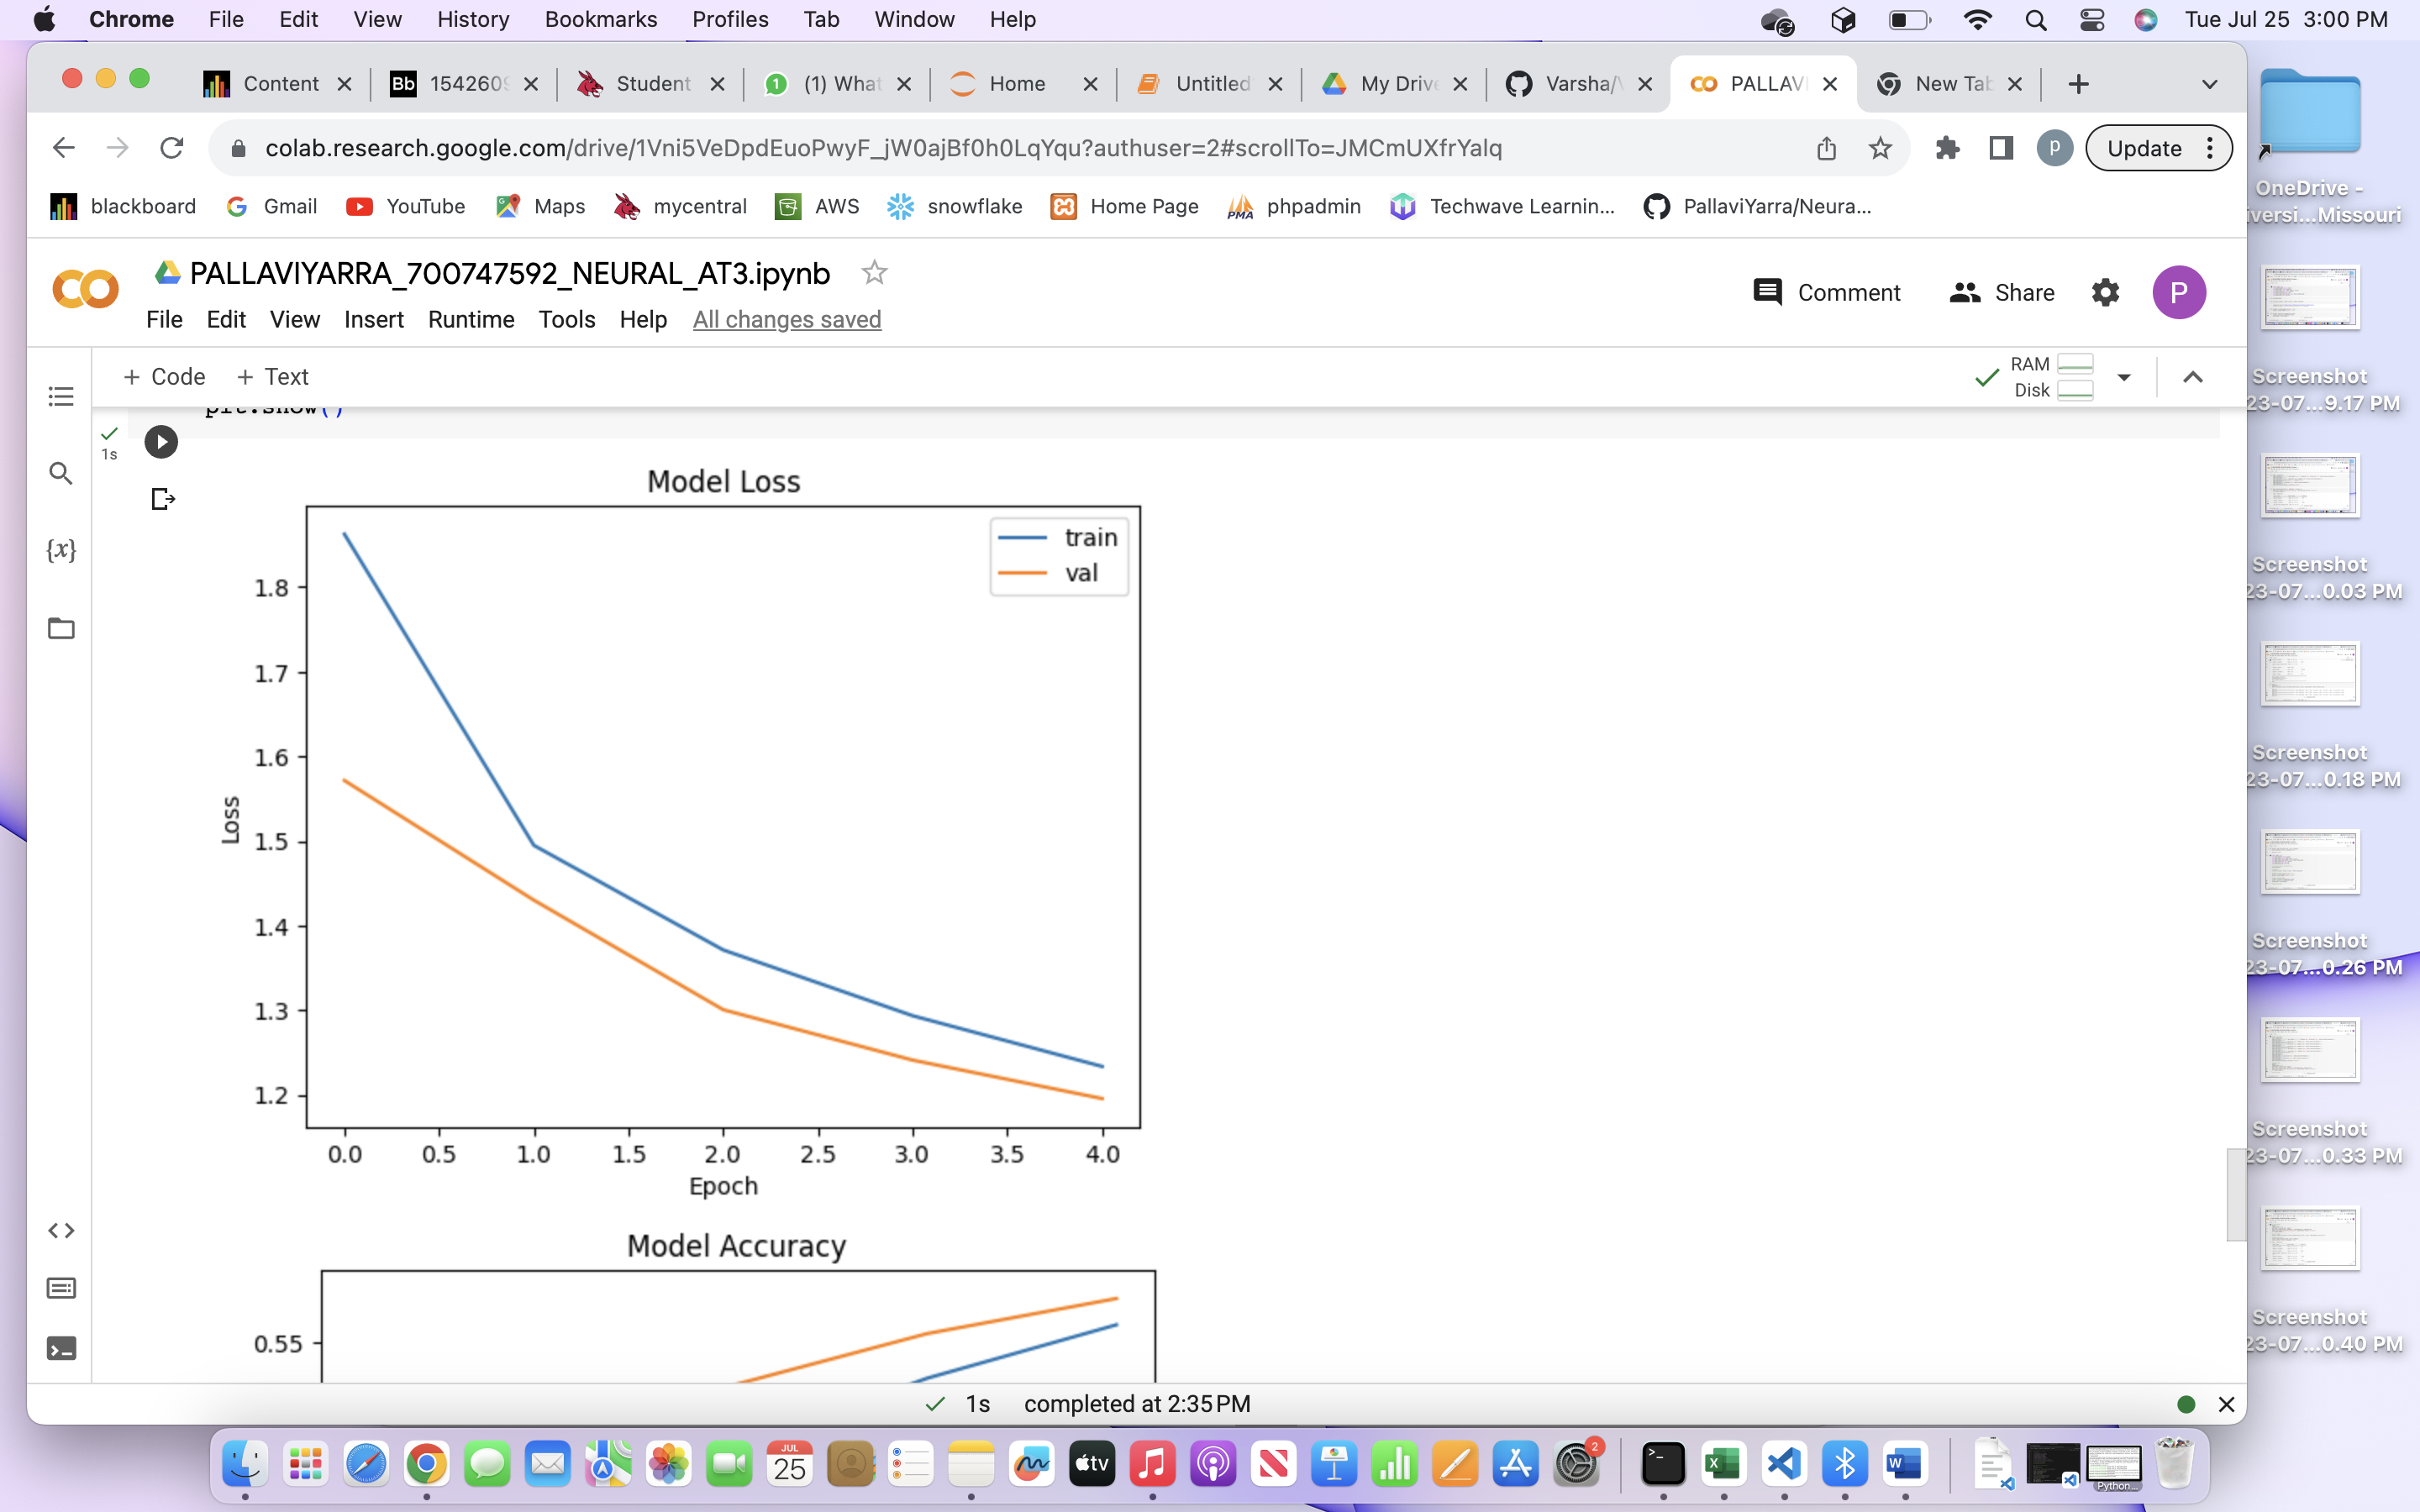 Chrome File Edit View History Bookmarks Profiles Tab Window Help Tue Jul 25 3:00 PM
Content Bb 154260 Student (1) What Home Untitled My Drive Varsha/ PALLAVI New Tab
colab.research.google.com/drive/1Vni5VeDpdEuoPwyF_jW0ajBf0h0LqYqu?authuser=2#scrollTo=JMCmUXfrYalq P Update
blackboard Gmail YouTube Maps mycentral AWS snowflake Home Page PMA phpadmin Techwave Learnin... PallaviYarra/Neura...
PALLAVIYARRA_700747592_NEURAL_AT3.ipynb
Comment Share P
File Edit View Insert Runtime Tools Help All changes saved
+ Code + Text
RAM
Disk
plt.show()
1s
{x}
Model Loss
train
val
1.8
1.7
1.6
1.5
1.4
1.3
1.2
Loss
0.0 0.5 1.0 1.5 2.0 2.5 3.0 3.5 4.0
Epoch
Model Accuracy
0.55
1s completed at 2:35 PM
OneDrive -
iversi...Missouri
Screenshot
23-07...9.17 PM
Screenshot
23-07...0.03 PM
Screenshot
23-07...0.18 PM
Screenshot
23-07...0.26 PM
Screenshot
23-07...0.33 PM
Screenshot
23-07...0.40 PM
JUL
25
tv
2
Python...